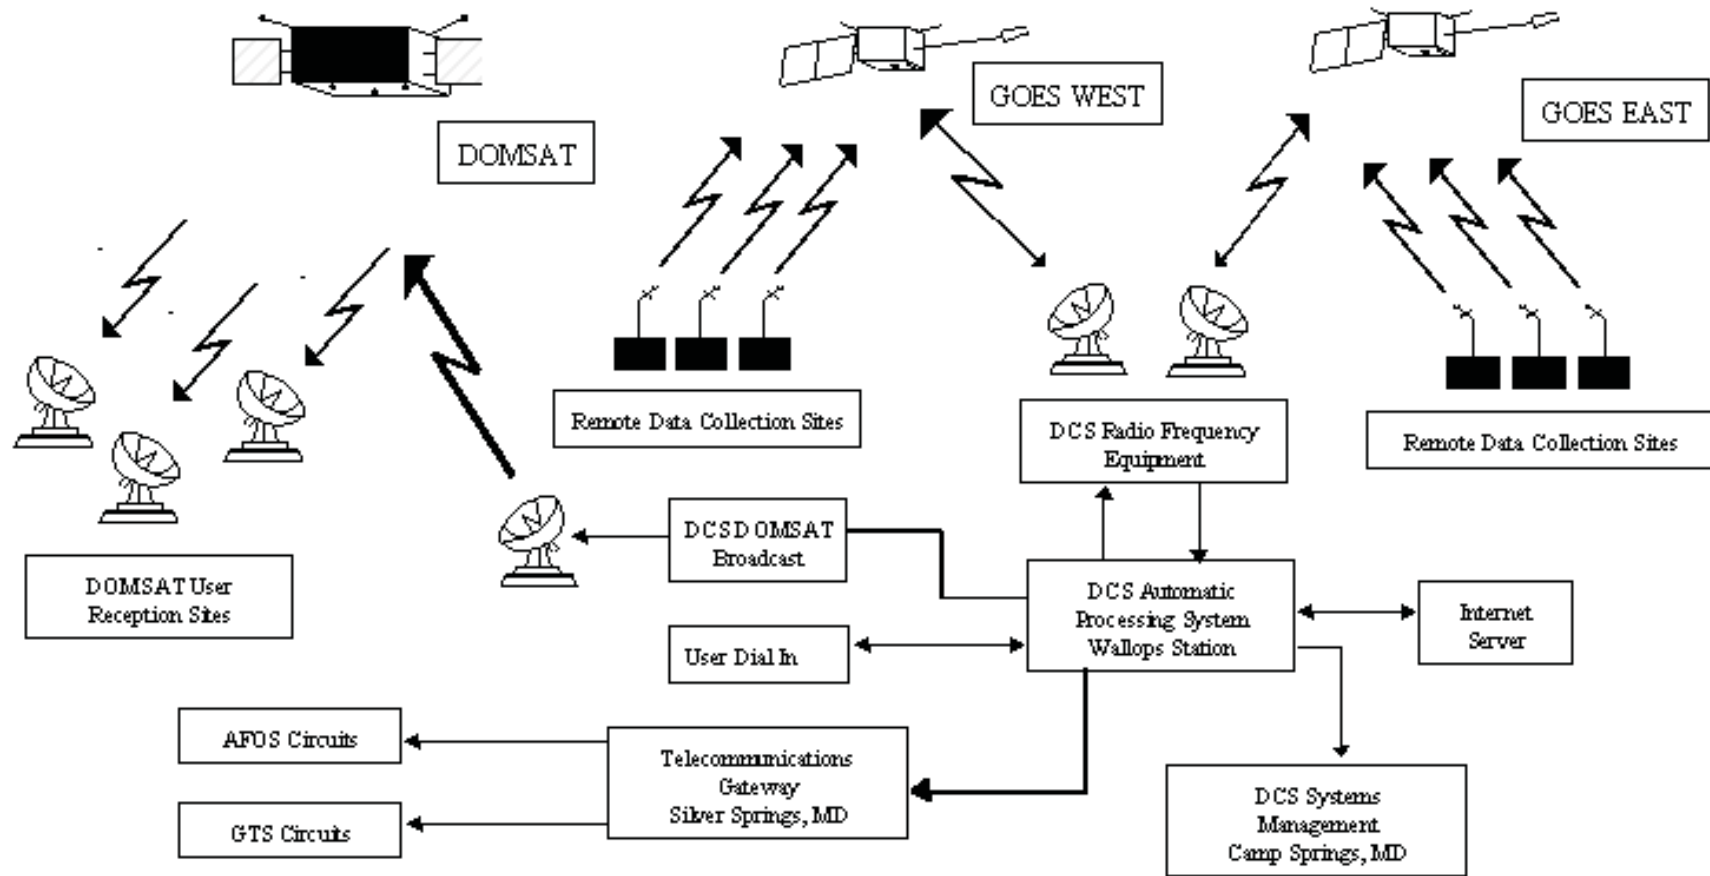 GOES WEST
GOES EAST
DOMSAT
Remote Data Collection Sites
DCS Radio Frequency
Equipment
Remote Data Collection Sites
DCS DOMSAT
Broadcast
DOMSAT User
Reception Sites
DCS Automatic
Processing System
Wallops Station
Internet
Server
User Dial In
AFOS Circuits
Telecommunications
Gateway
Silver Springs, MD
GTS Circuits
DCS Systems
Management
Camp Springs, MD